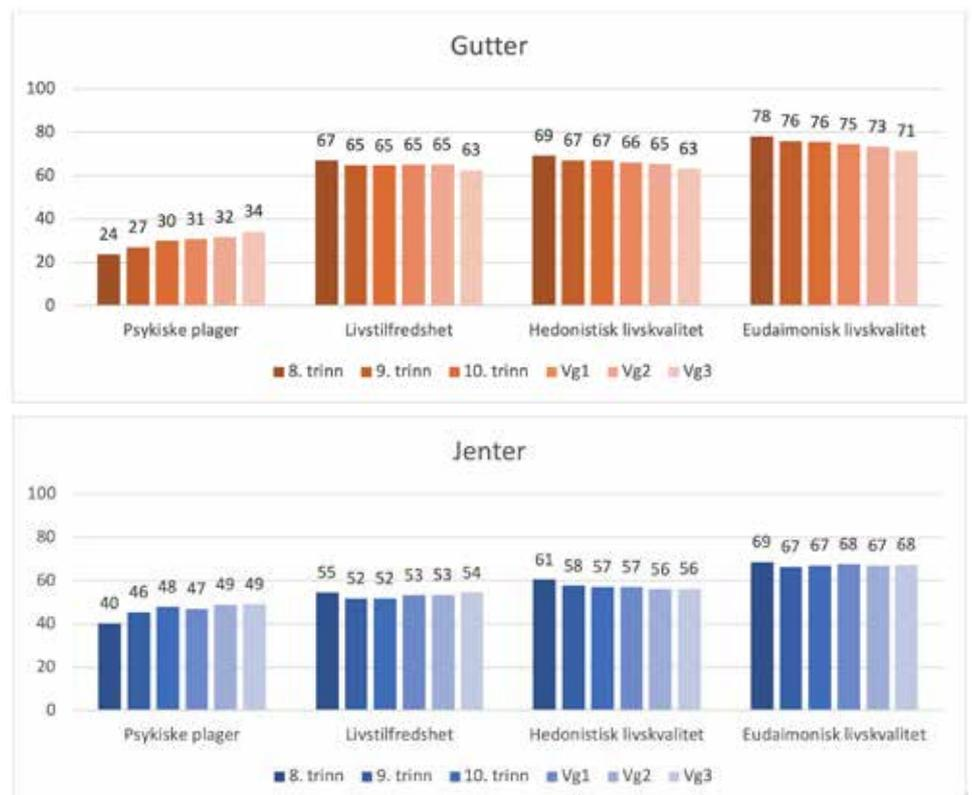 Gutter
100
80
60
40
20
0
24 27 30 31 32 34
67 65 65 65 65 63
69 67 67 66 65 63
78 76 76 75 73 71
Psykiske plager Livstilfredshet Hedonistisk livskvalitet Eudaimonisk livskvalitet
8. trinn 9. trinn 10. trinn Vg1 Vg2 Vg3
Jenter
100
80
60
40
20
0
40 46 48 47 49 49
55 52 52 53 53 54
61 58 57 57 56 56
69 67 67 68 67 68
Psykiske plager Livstilfredshet Hedonistisk livskvalitet Eudaimonisk livskvalitet
8. trinn 9. trinn 10. trinn Vg1 Vg2 Vg3